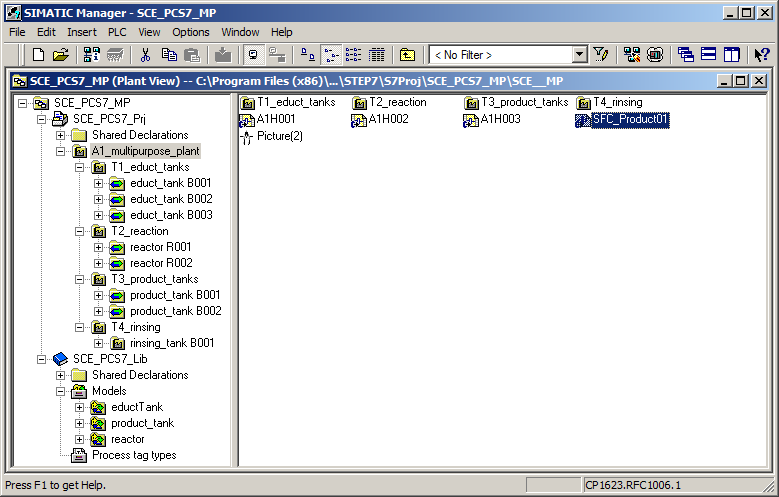 SIMATIC Manager - SCE_PCS7_MP
File Edit Insert PLC View Options Window Help
< No Filter >
SCE_PCS7_MP (Plant View) -- C:\Program Files (x86)\...\STEP7\S7Proj\SCE_PCS7_MP\SCE__MP
SCE_PCS7_MP
SCE_PCS7_Prj
Shared Declarations
A1_multipurpose_plant
T1_educt_tanks
educt_tank B001
educt_tank B002
educt_tank B003
T2_reaction
reactor R001
reactor R002
T3_product_tanks
product_tank B001
product_tank B002
T4_rinsing
rinsing_tank B001
SCE_PCS7_Lib
Shared Declarations
Models
eductTank
product_tank
reactor
Process tag types
T1_educt_tanks T2_reaction T3_product_tanks T4_rinsing
A1H001 A1H002 A1H003 SFC_Product01
Picture(2)
Press F1 to get Help. CP1623.RFC1006.1